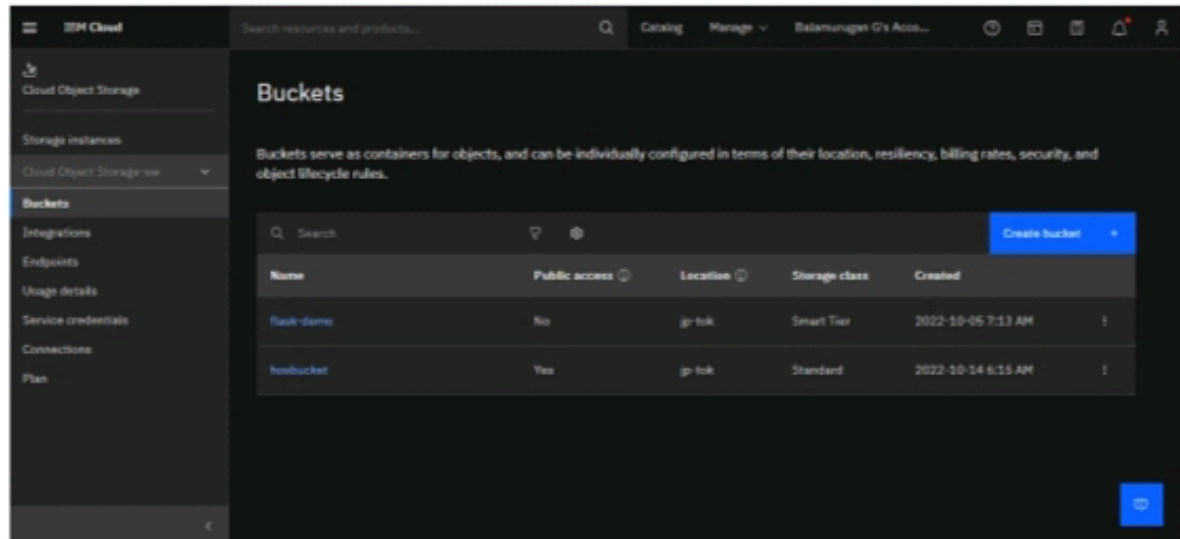 IBM Cloud
Search resources and products...
Catalog
Manage
Balamurugan G's Acco...
Cloud Object Storage
Storage instances
Cloud Object Storage-sw
Buckets
Integrations
Endpoints
Usage details
Service credentials
Connections
Plan
Buckets
Buckets serve as containers for objects, and can be individually configured in terms of their location, resiliency, billing rates, security, and
object lifecycle rules.
Search
Create bucket +
Name Public access Location Storage class Created
flask-demo No jp-tok Smart Tier 2022-10-05 7:13 AM
Yes jp-tok Standard 2022-10-14 6:15 AM